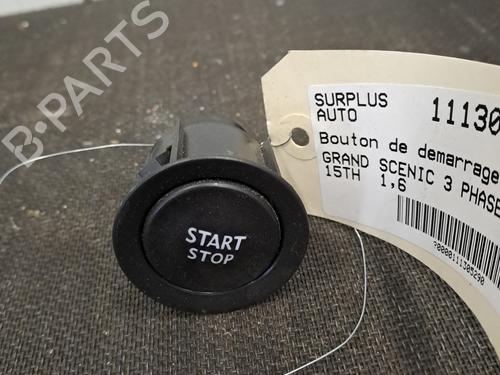 B-PARTS
SURPLUS
AUTO
11130
Bouton de demarrage
GRAND SCENIC 3 PHASE
15TH 1,6
START
STOP